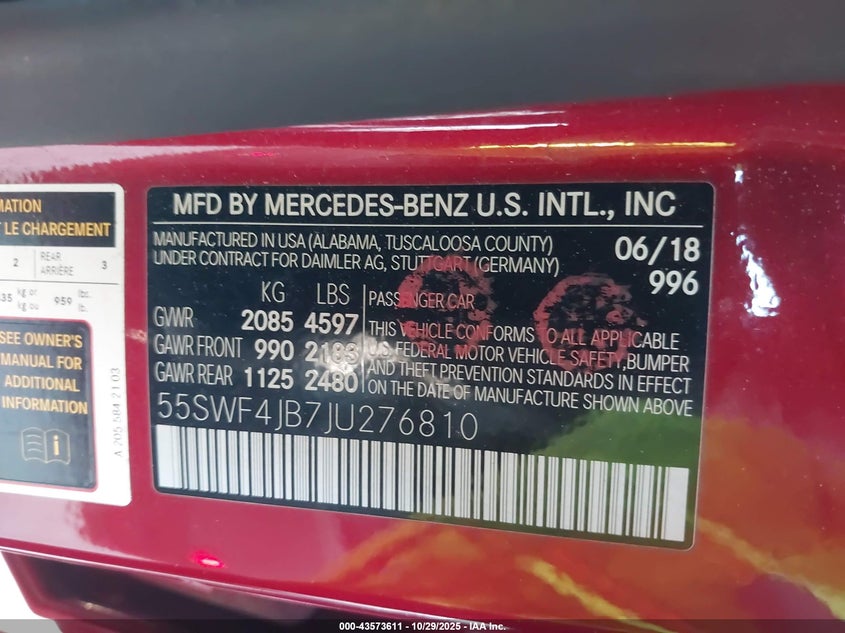 MATION
LE CHARGEMENT
2 REAR ARRIÈRE 3
kg or kg ou 959 lbs. lb.
SEE OWNER'S
MANUAL FOR
ADDITIONAL
INFORMATION
A 205 584 21 03
MFD BY MERCEDES-BENZ U.S. INTL., INC
MANUFACTURED IN USA (ALABAMA, TUSCALOOSA COUNTY) 06/18
UNDER CONTRACT FOR DAIMLER AG, STUTTGART (GERMANY) 996
KG LBS PASSENGER CAR
GVWR 2085 4597 THIS VEHICLE CONFORMS TO ALL APPLICABLE
GAWR FRONT 990 2183 U.S. FEDERAL MOTOR VEHICLE SAFETY, BUMPER
GAWR REAR 1125 2480 AND THEFT PREVENTION STANDARDS IN EFFECT
ON THE DATE OF MANUFACTURE SHOWN ABOVE
55SWF4JB7JU276810
000-43573611 - 10/29/2025 - IAA Inc.